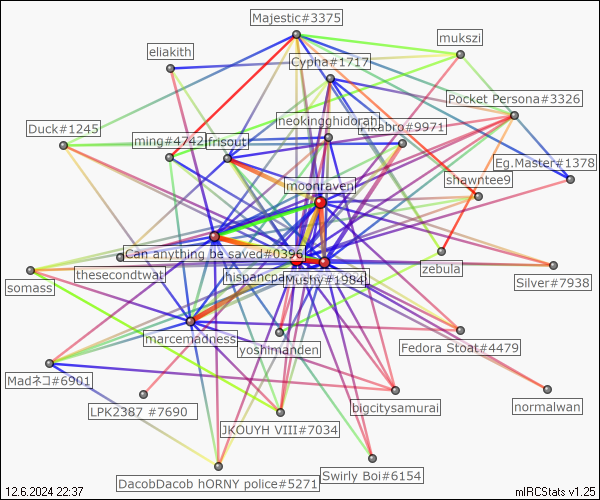 Majestic#3375
mukszi
eliakith
Cypha#1717
Pocket Persona#3326
neokingghidorah
Duck#1245
ming#4742
frisout
Pikabro#9971
Eg.Master#1378
shawntee9
moonraven
Can anything be saved#0396
thesecondtwat
zebula
somass
Mushy#1984
Silver#7938
marcemadness
yoshimanden
Fedora Stoat#4479
Madネコ#6901
LPK2387 #7690
bigcitysamurai
normalwan
JKOUYH VIII#7034
DacobDacob hORNY police#5271
Swirly Boi#6154
12.6.2024 22:37
mIRCStats v1.25